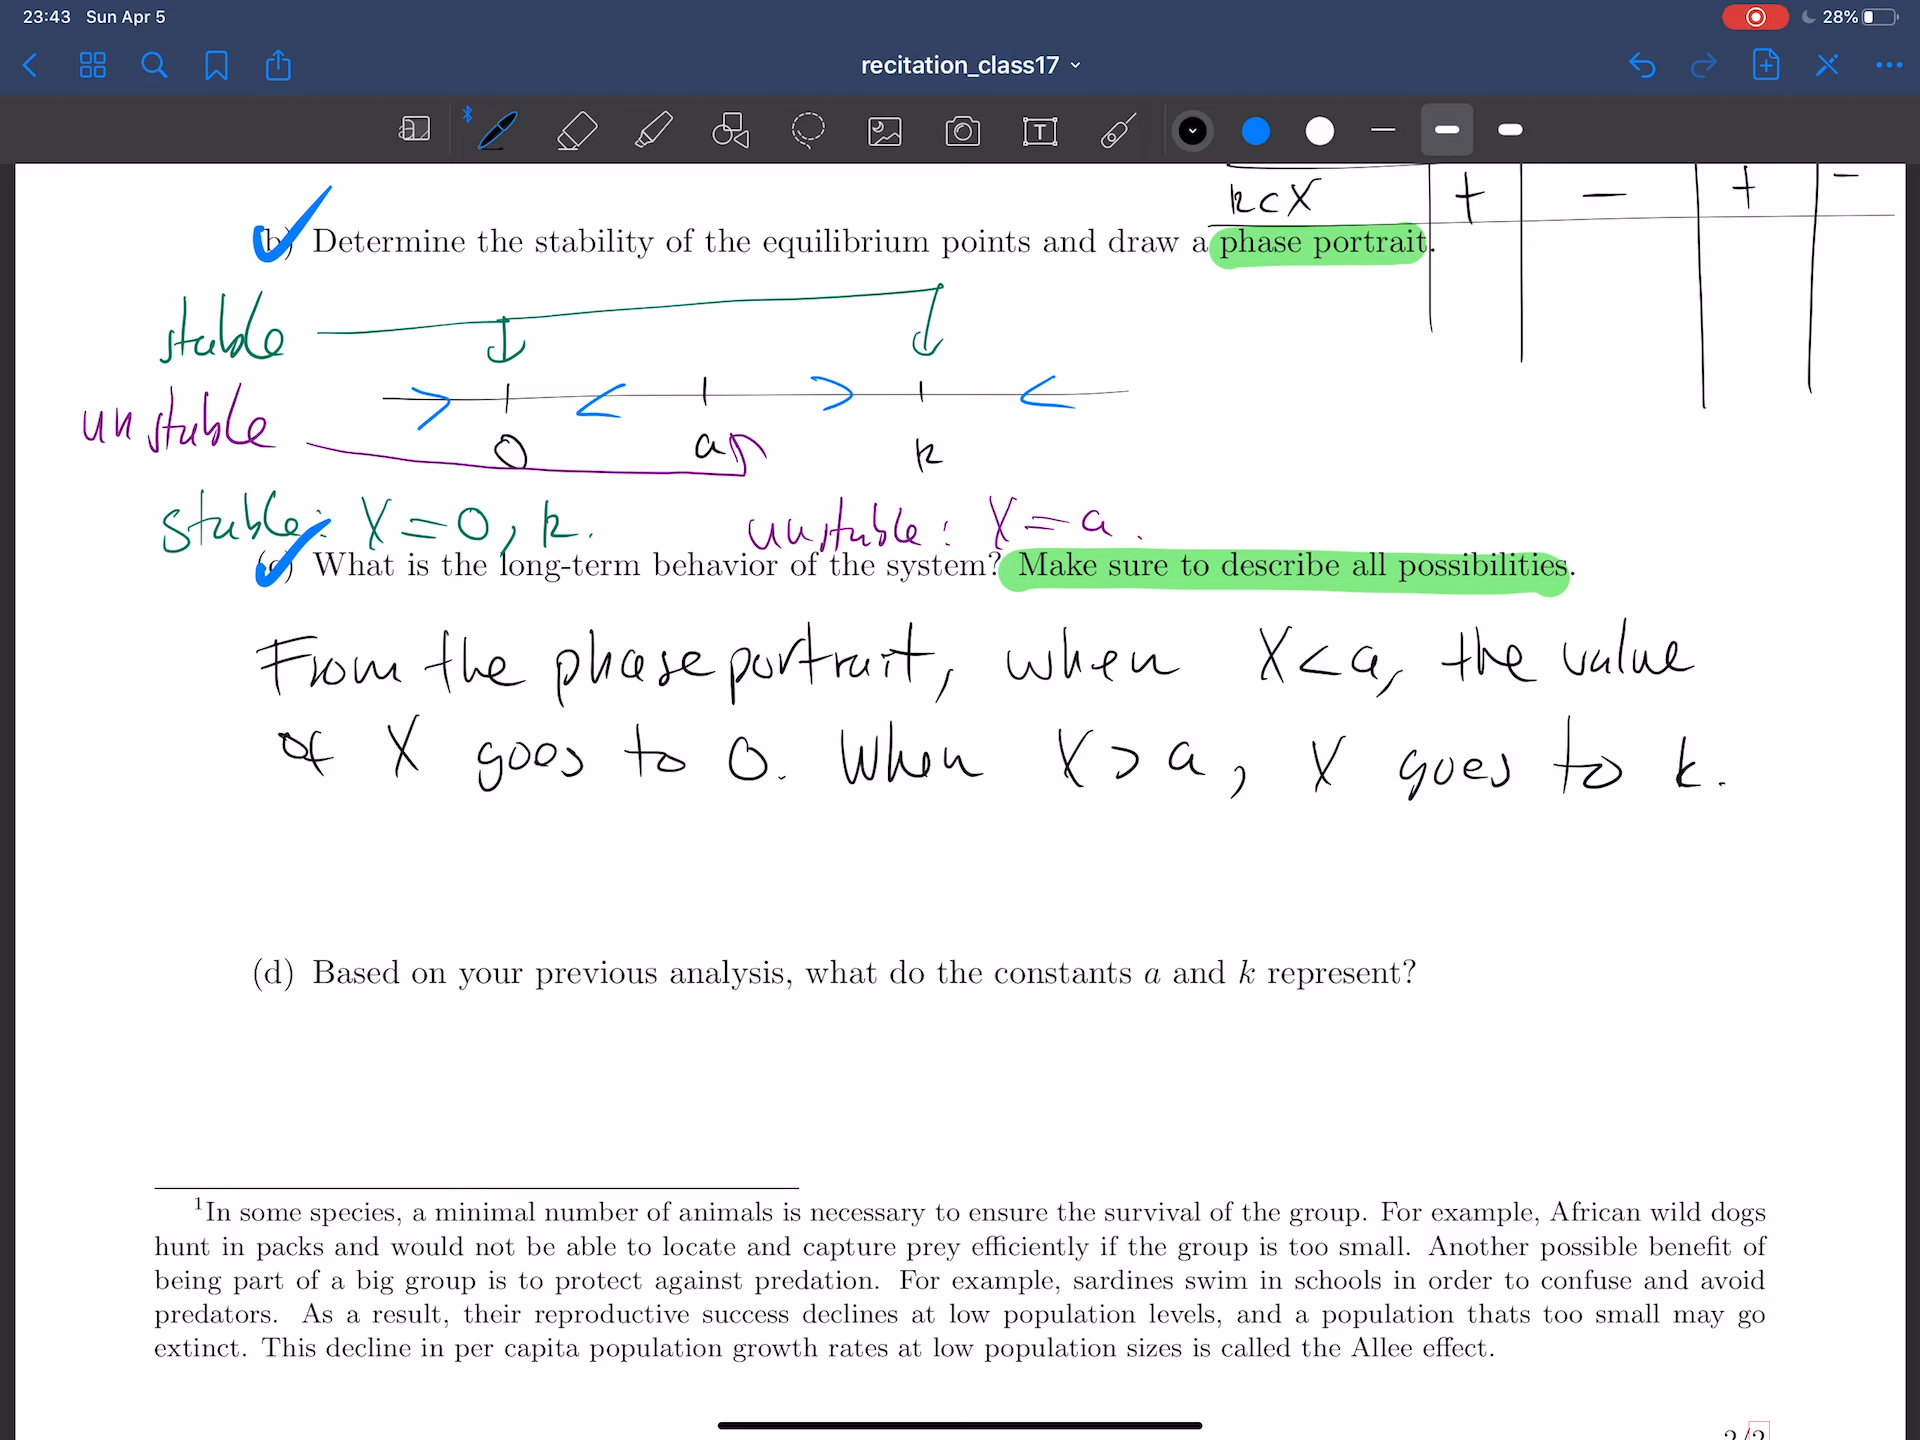 23:43 Sun Apr 5
28%
recitation_class17
k<X + − + −
(b) Determine the stability of the equilibrium points and draw a phase portrait.
stable
unstable
0 a k
stable: X=0, k. unstable: X=a.
(c) What is the long-term behavior of the system? Make sure to describe all possibilities.
From the phase portrait, when X<a, the value
of X goes to 0. When X>a, X goes to k.
(d) Based on your previous analysis, what do the constants a and k represent?
1In some species, a minimal number of animals is necessary to ensure the survival of the group. For example, African wild dogs
hunt in packs and would not be able to locate and capture prey efficiently if the group is too small. Another possible benefit of
being part of a big group is to protect against predation. For example, sardines swim in schools in order to confuse and avoid
predators. As a result, their reproductive success declines at low population levels, and a population thats too small may go
extinct. This decline in per capita population growth rates at low population sizes is called the Allee effect.